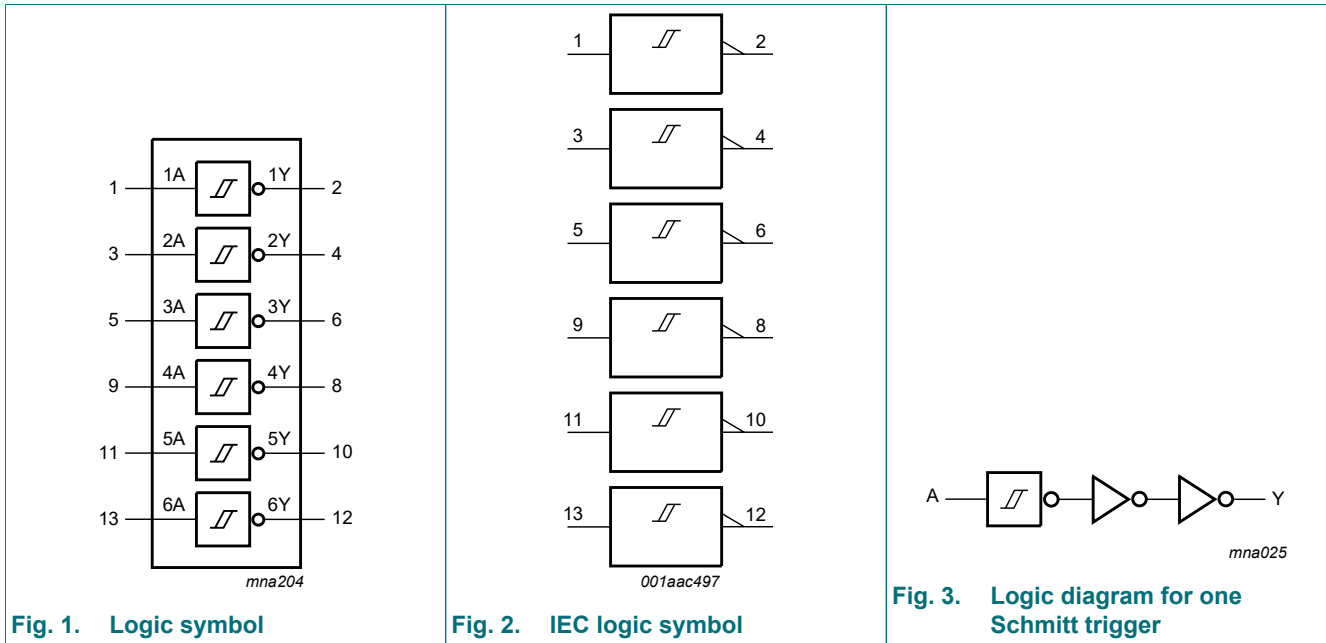 1 1A 1Y 2
3 2A 2Y 4
5 3A 3Y 6
9 4A 4Y 8
11 5A 5Y 10
13 6A 6Y 12
mna204
Fig. 1. Logic symbol
1 2
3 4
5 6
9 8
11 10
13 12
001aac497
Fig. 2. IEC logic symbol
A Y
mna025
Fig. 3. Logic diagram for one
Schmitt trigger